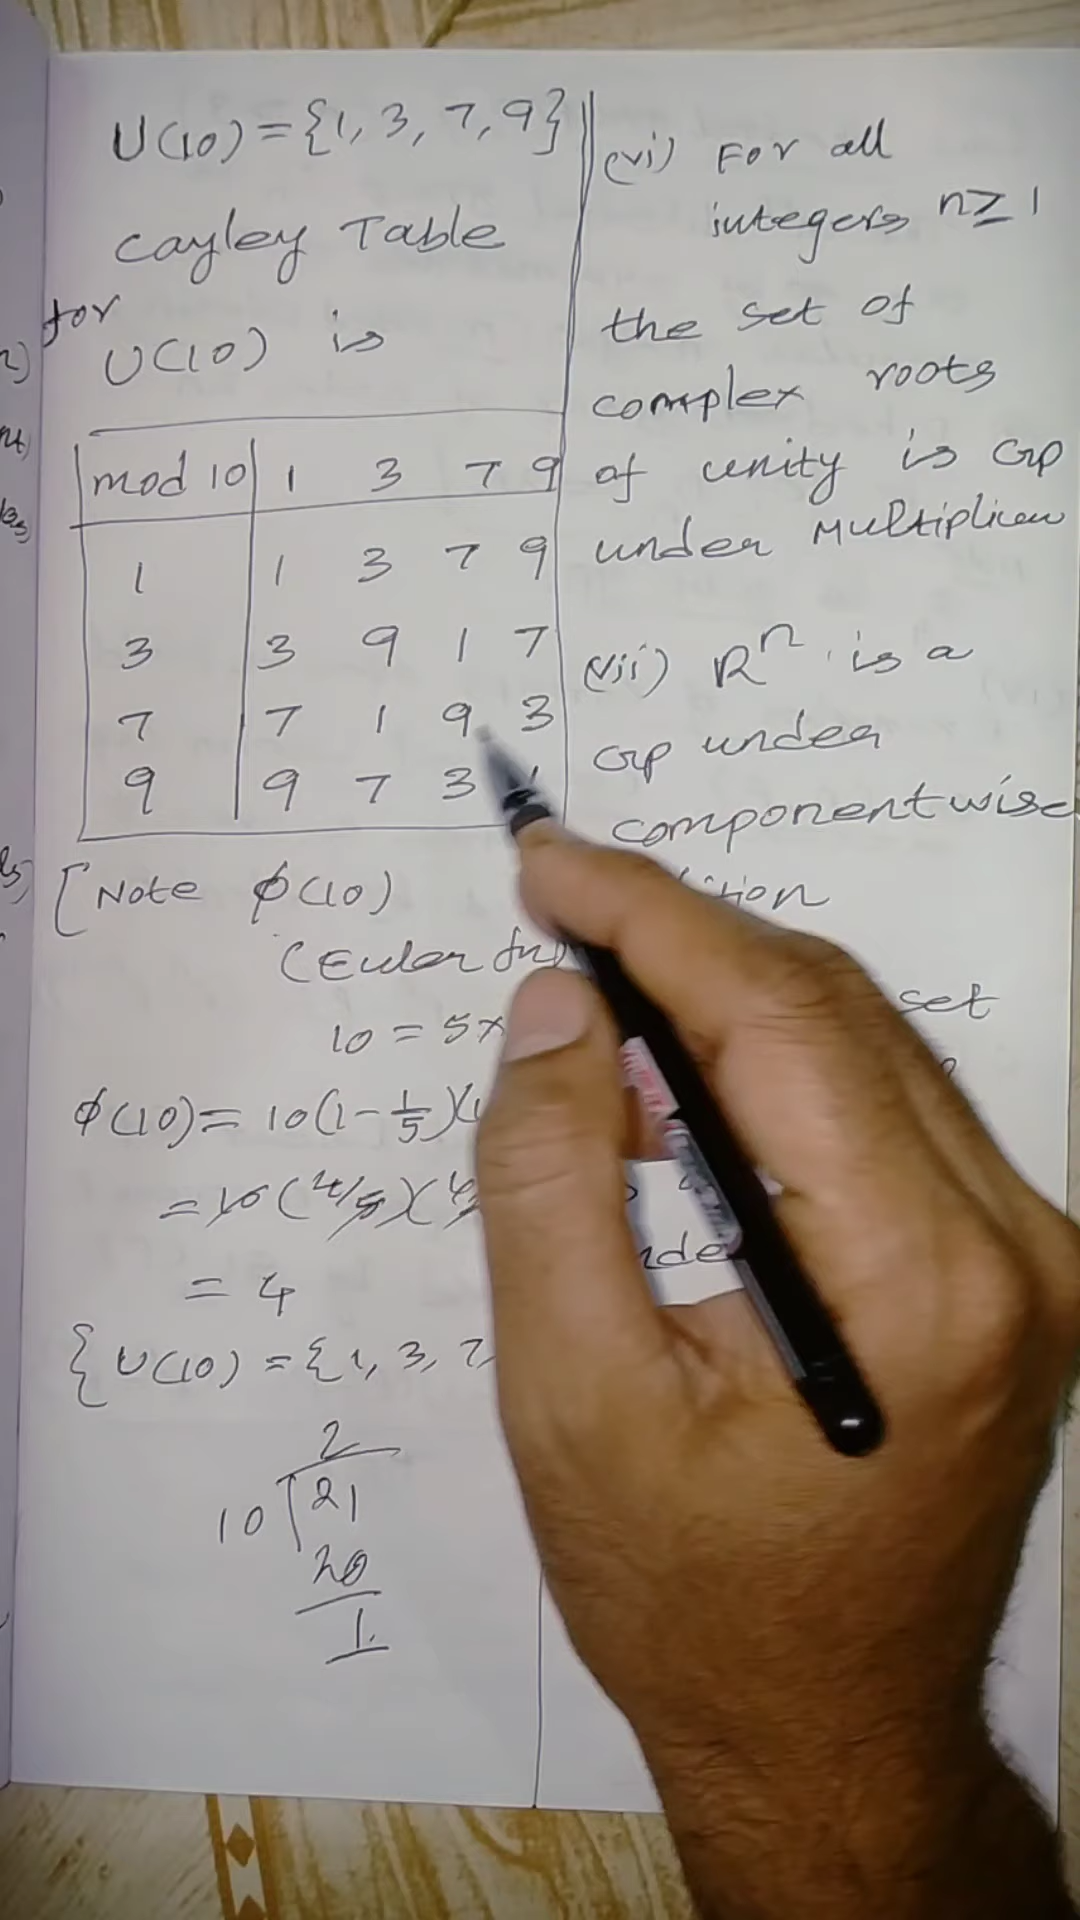 U(10) = {1, 3, 7, 9}
Cayley Table
for
U(10) is
mod 10 1 3 7 9
1 1 3 7 9
3 3 9 1 7
7 7 1 9 3
9 9 7 3
[Note φ(10)
(Euler
10 = 5×
φ(10) = 10(1 - 1/5)(1
= 10 (4/5)(
= 4
{U(10) = {1, 3, 7,
2
10 21
20
1.
(vi) For all
integers n ≥ 1
the set of
complex roots
of unity is Gp
under
(vii) Rⁿ is a
Gp under
componentwise
set